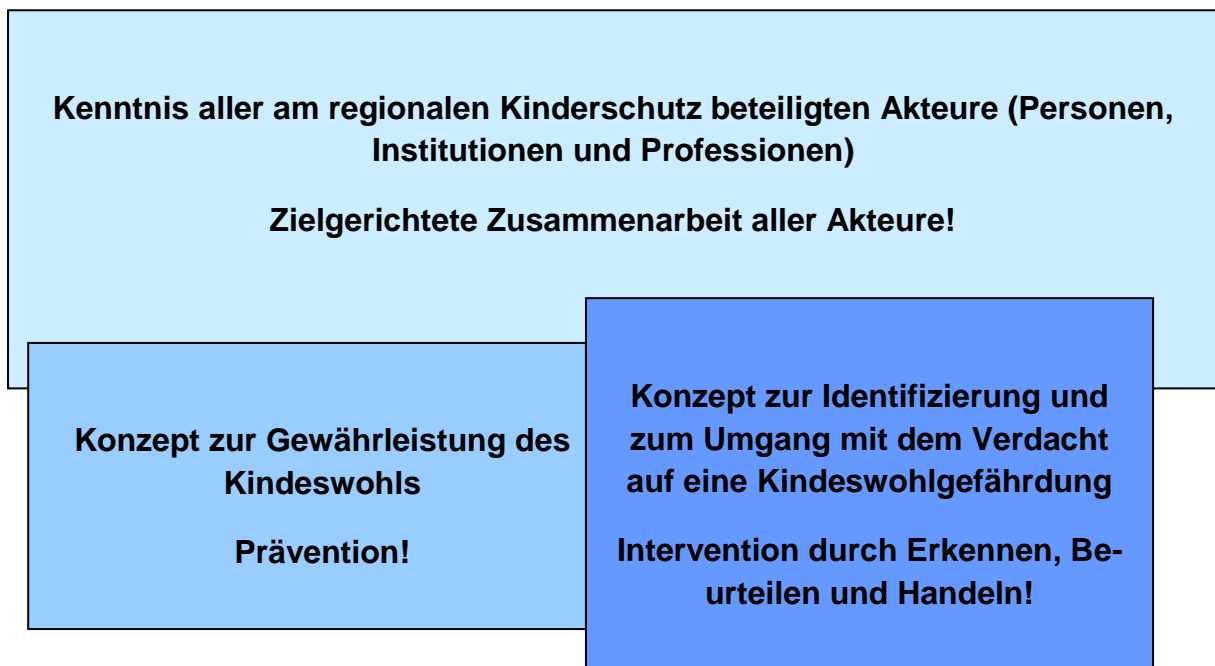 Kenntnis aller am regionalen Kinderschutz beteiligten Akteure (Personen,
Institutionen und Professionen)
Zielgerichtete Zusammenarbeit aller Akteure!
Konzept zur Gewährleistung des
Kindeswohls
Prävention!
Konzept zur Identifizierung und
zum Umgang mit dem Verdacht
auf eine Kindeswohlgefährdung
Intervention durch Erkennen, Be-
urteilen und Handeln!